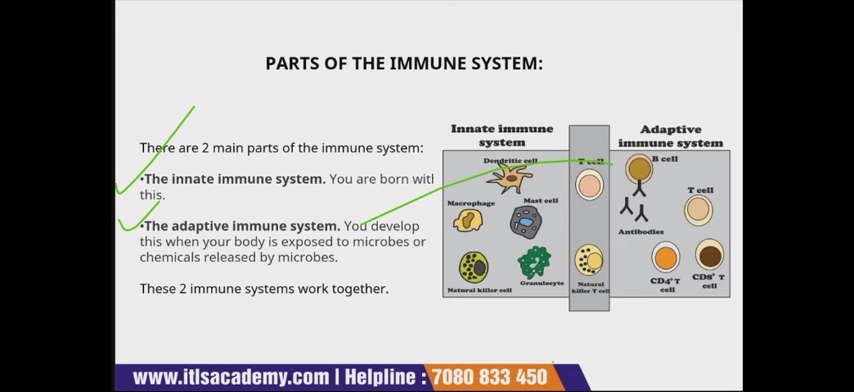 PARTS OF THE IMMUNE SYSTEM:
There are 2 main parts of the immune system:
•The innate immune system. You are born with
this.
•The adaptive immune system. You develop
this when your body is exposed to microbes or
chemicals released by microbes.
These 2 immune systems work together.
Innate immune
system
Dendritic cell
Macrophage
Mast cell
Natural killer cell
Granulocyte
T cell
Natural
killer T cell
Adaptive
immune system
B cell
T cell
Antibodies
CD4+ T
cell
CD8+ T
cell
www.itlsacademy.com | Helpline : 7080 833 450